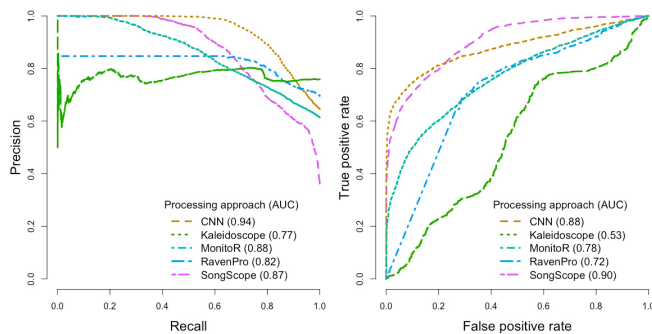 1.0
0.8
0.6
0.4
0.2
0.0
Precision
Processing approach (AUC)
CNN (0.94)
Kaleidoscope (0.77)
MonitoR (0.88)
RavenPro (0.82)
SongScope (0.87)
0.0 0.2 0.4 0.6 0.8 1.0
Recall
1.0
0.8
0.6
0.4
0.2
0.0
True positive rate
Processing approach (AUC)
CNN (0.88)
Kaleidoscope (0.53)
MonitoR (0.78)
RavenPro (0.72)
SongScope (0.90)
0.0 0.2 0.4 0.6 0.8 1.0
False positive rate